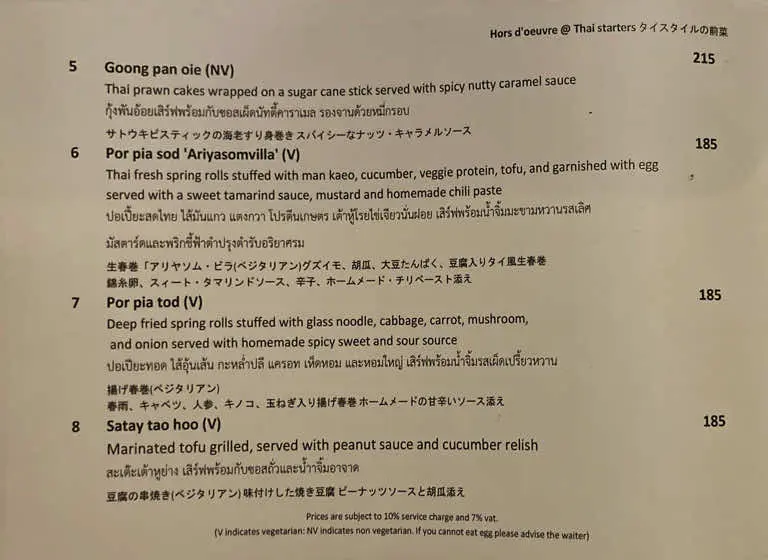 Hors d'oeuvre @ Thai starters タイスタイルの前菜
5 Goong pan oie (NV) 215
Thai prawn cakes wrapped on a sugar cane stick served with spicy nutty caramel sauce
กุ้งพันอ้อยเสิร์ฟพร้อมกับซอสเผ็ดนัทตี้คาราเมล รองจานด้วยหมี่กรอบ
サトウキビスティックの海老すり身巻き スパイシーなナッツ・キャラメルソース
6 Por pia sod 'Ariyasomvilla' (V) 185
Thai fresh spring rolls stuffed with man kaeo, cucumber, veggie protein, tofu, and garnished with egg
served with a sweet tamarind sauce, mustard and homemade chili paste
ปอเปี๊ยะสดไทย ไส้มันแกว แตงกวา โปรตีนเกษตร เต้าหู้โรยไข่เจียวนั่นฝอย เสิร์ฟพร้อมน้ำจิ้มมะขามหวานรสเลิศ
มัสตาร์ดและพริกชี้ฟ้าตำปรุงตำรับอริยาศรม
生春巻「アリヤソム・ビラ(ベジタリアン)グズイモ、胡瓜、大豆たんぱく、豆腐入りタイ風生春巻
錦糸卵、スィート・タマリンドソース、辛子、ホームメード・チリペースト添え
7 Por pia tod (V) 185
Deep fried spring rolls stuffed with glass noodle, cabbage, carrot, mushroom,
and onion served with homemade spicy sweet and sour source
ปอเปียะทอด ไส้วุ้นเส้น กะหล่ำปลี แครอท เห็ดหอม และหอมใหญ่ เสิร์ฟพร้อมน้ำจิ้มรสเผ็ดเปรี้ยวหวาน
揚げ春巻(ベジタリアン)
春雨、キャベツ、人参、キノコ、玉ねぎ入り揚げ春巻 ホームメードの甘辛いソース添え
8 Satay tao hoo (V) 185
Marinated tofu grilled, served with peanut sauce and cucumber relish
สะเต๊ะเต้าหูย่าง เสิร์ฟพร้อมกับซอสถั่วและน้ำาจิ้มอาจาด
豆腐の串焼き(ベジタリアン) 味付けした焼き豆腐 ピーナッツソースと胡瓜添え
Prices are subject to 10% service charge and 7% vat.
(V indicates vegetarian: NV indicates non vegetarian. If you cannot eat egg please advise the waiter)